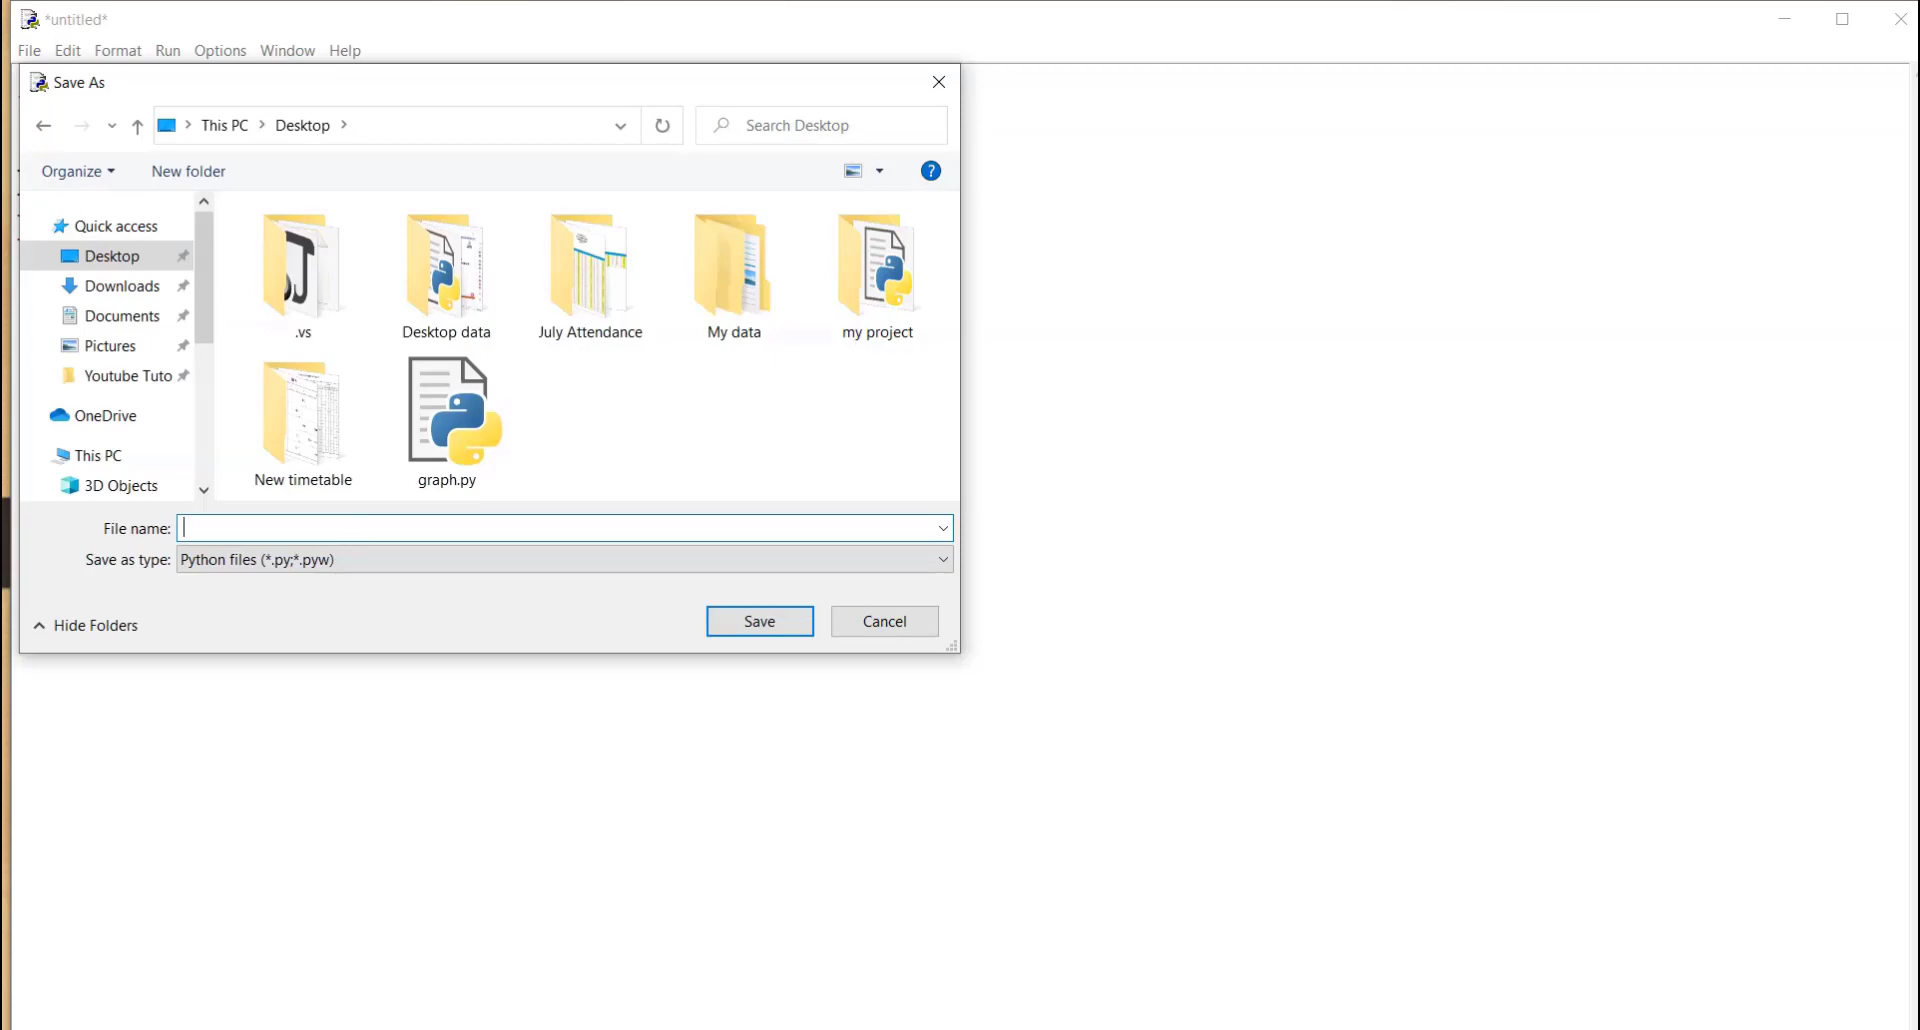 *untitled*
File Edit Format Run Options Window Help
Save As
This PC Desktop
Search Desktop
Organize New folder
Quick access
Desktop
Downloads
Documents
Pictures
Youtube Tuto
OneDrive
This PC
3D Objects
.vs Desktop data July Attendance My data my project
New timetable graph.py
File name:
Save as type: Python files (*.py;*.pyw)
Hide Folders
Save Cancel